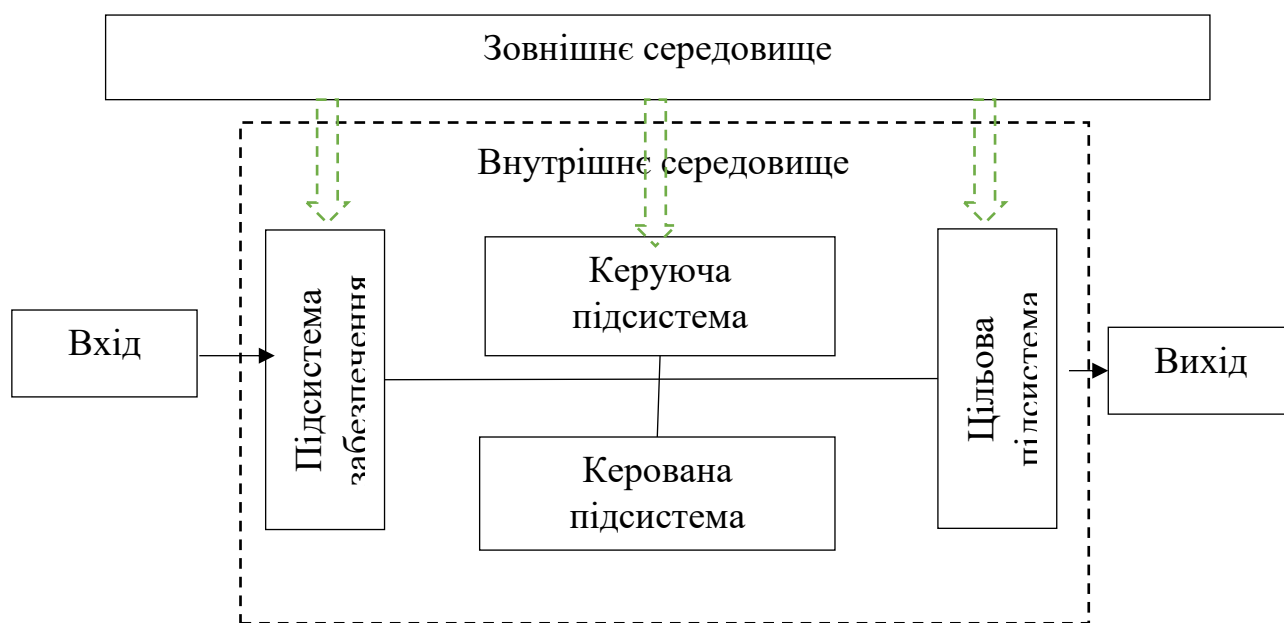 Зовнішнє середовище
Внутрішнє середовище
Вхід
Підсистема
забезпечення
Керуюча
підсистема
Керована
підсистема
Цільова
підсистема
Вихід